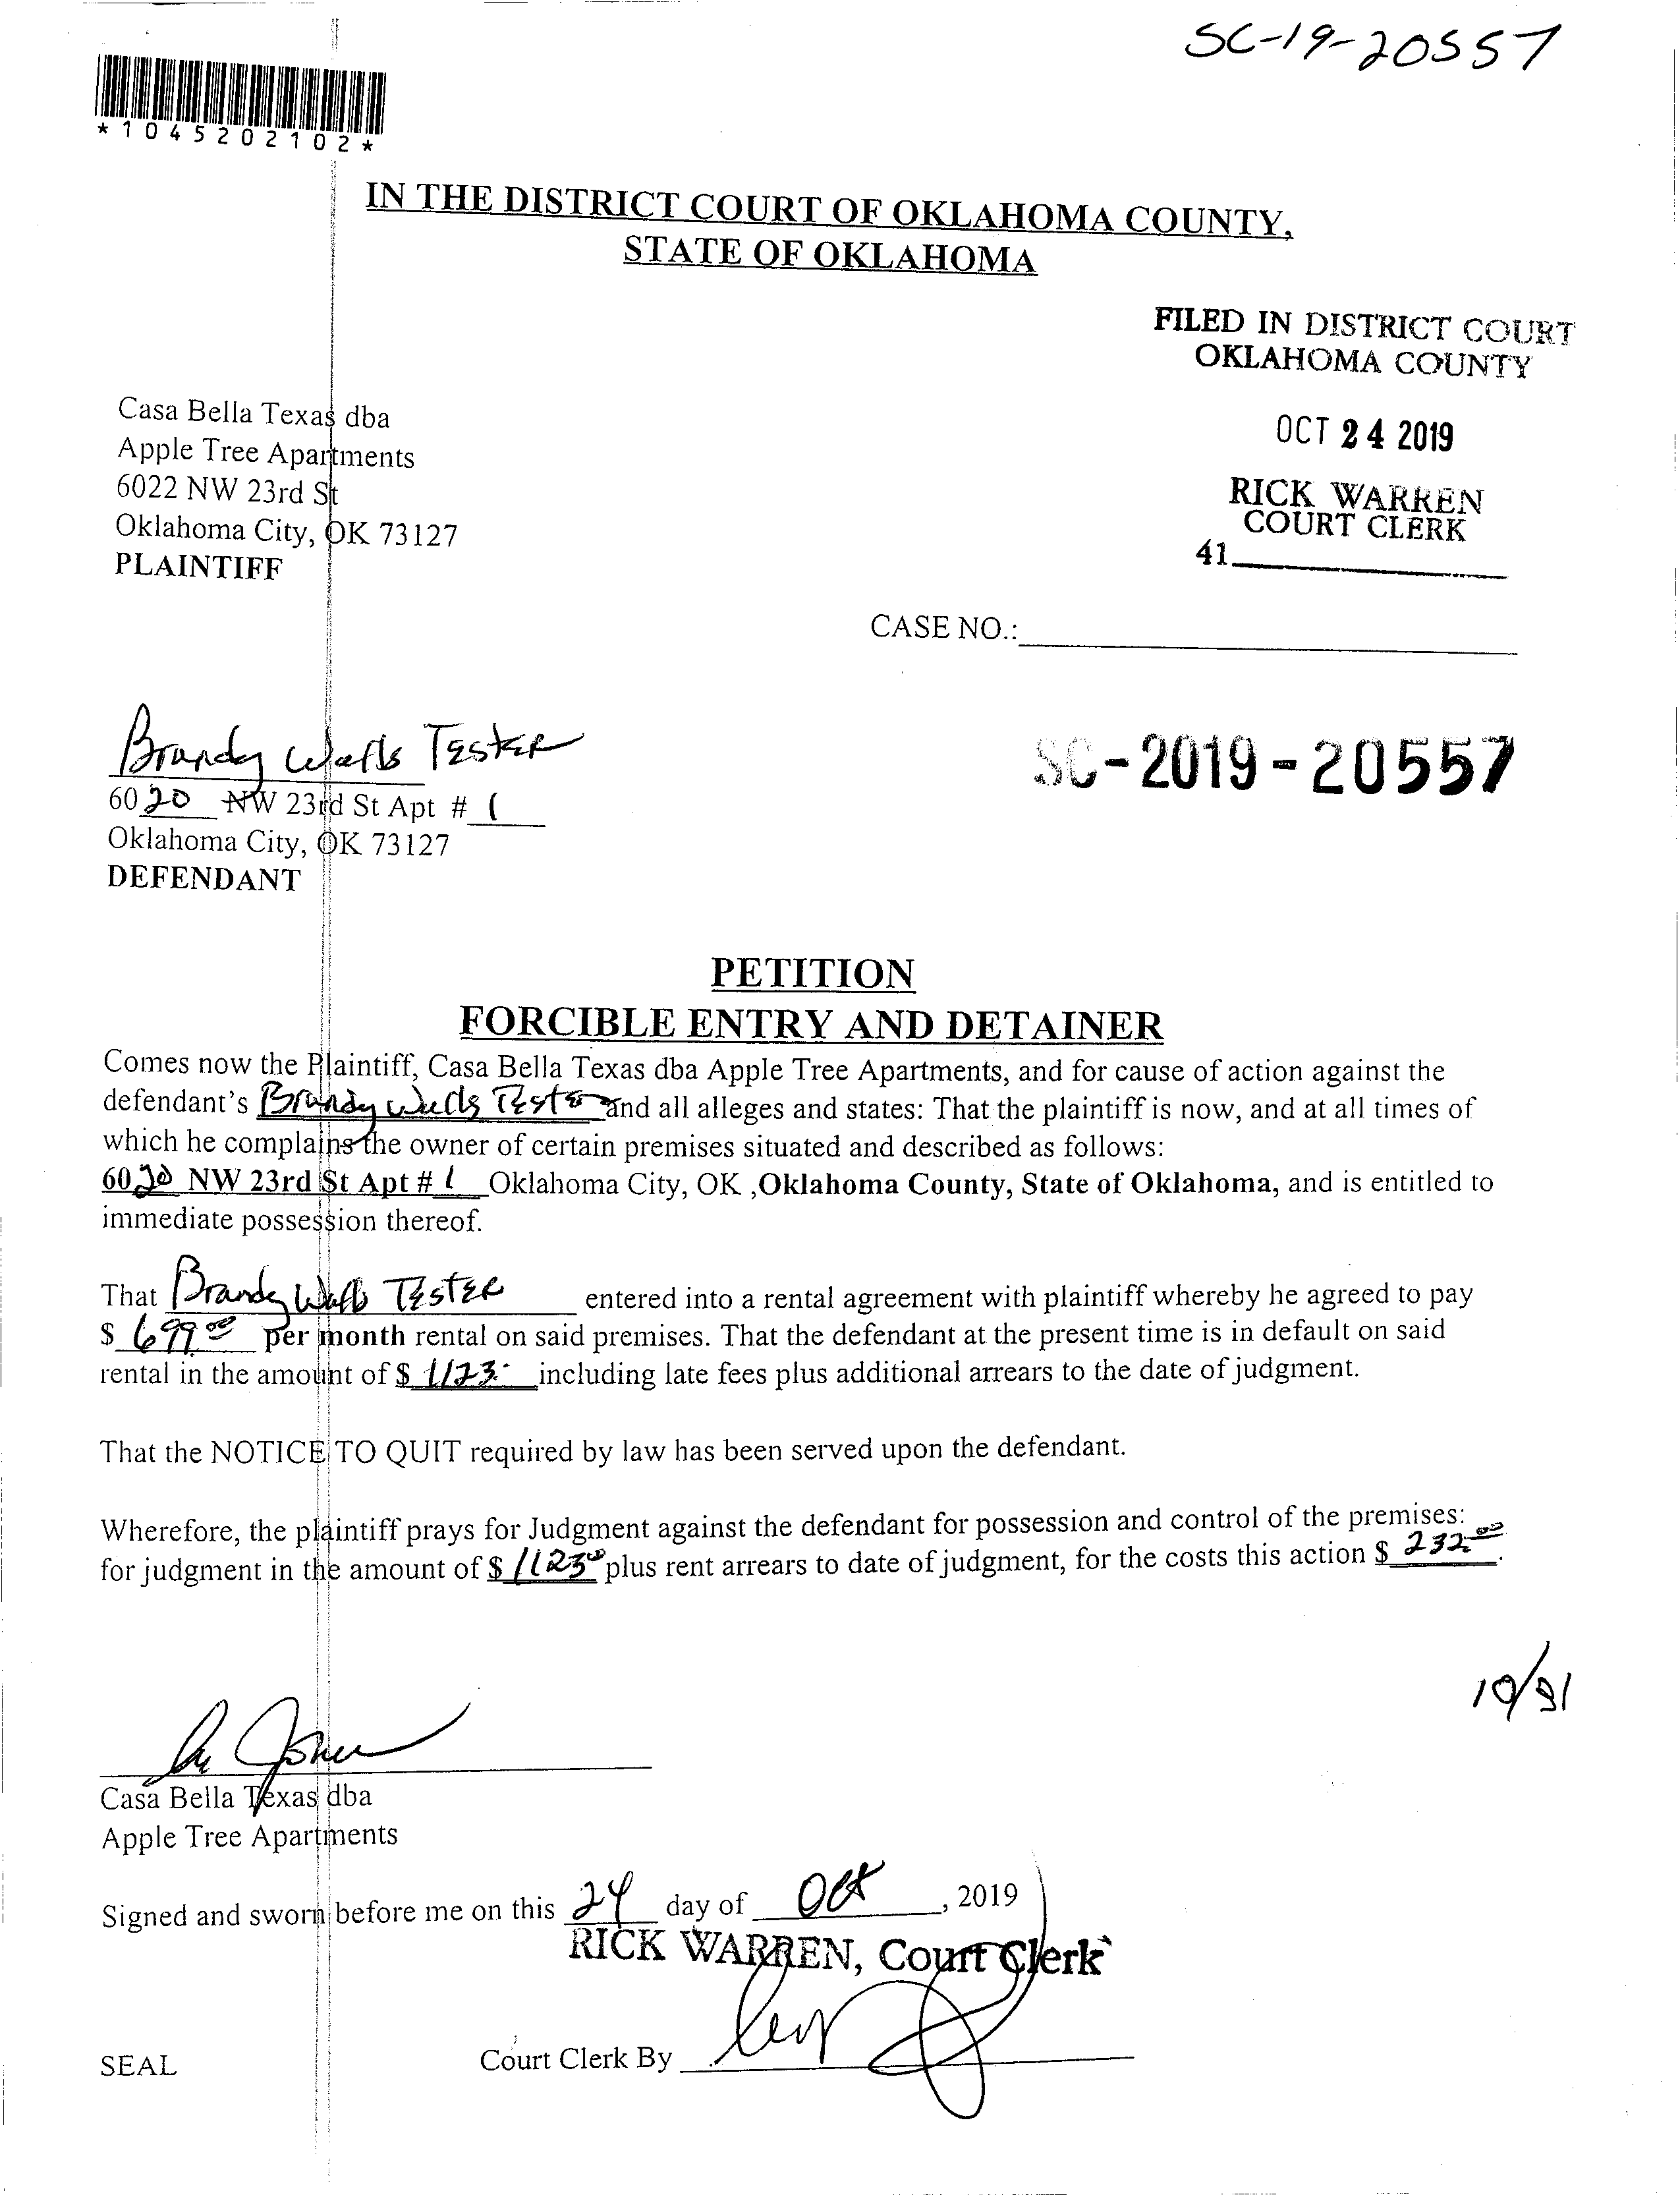 SC-19-20557
*1045202102*
IN THE DISTRICT COURT OF OKLAHOMA COUNTY,
STATE OF OKLAHOMA
FILED IN DISTRICT COURT
OKLAHOMA COUNTY
OCT 24 2019
RICK WARREN
COURT CLERK
41
Casa Bella Texas dba
Apple Tree Apartments
6022 NW 23rd St
Oklahoma City, OK 73127
PLAINTIFF
CASE NO.:
Brandy Tester
SC-2019-20557
6020 NW 23rd St Apt # 1
Oklahoma City, OK 73127
DEFENDANT
PETITION
FORCIBLE ENTRY AND DETAINER
Comes now the Plaintiff, Casa Bella Texas dba Apple Tree Apartments, and for cause of action against the
defendant's Brandy Tester and all alleges and states: That the plaintiff is now, and at all times of
which he complains the owner of certain premises situated and described as follows:
6020 NW 23rd St Apt # 1 Oklahoma City, OK ,Oklahoma County, State of Oklahoma, and is entitled to
immediate possession thereof.
That Brandy Tester entered into a rental agreement with plaintiff whereby he agreed to pay
$ 699.00 per month rental on said premises. That the defendant at the present time is in default on said
rental in the amount of $ 1123. including late fees plus additional arrears to the date of judgment.
That the NOTICE TO QUIT required by law has been served upon the defendant.
Wherefore, the plaintiff prays for Judgment against the defendant for possession and control of the premises:
for judgment in the amount of $ 1123 00 plus rent arrears to date of judgment, for the costs this action $ 232.00.
10/31
Casa Bella Texas dba
Apple Tree Apartments
Signed and sworn before me on this 24 day of Oct, 2019
RICK WARREN, Court Clerk
SEAL Court Clerk By